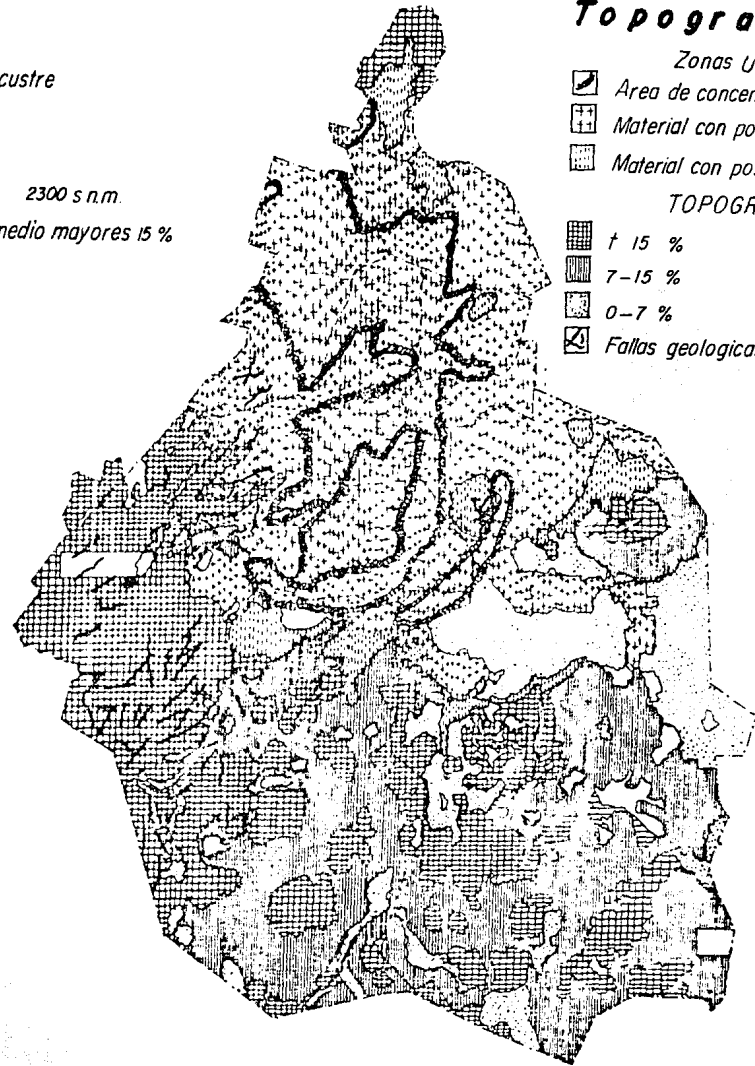 custre
2300 s n.m.
medio mayores 15 %
Topogra
Zonas U
Area de concen
Material con po
Material con po
TOPOGR
† 15 %
7-15 %
0-7 %
Fallas geologica